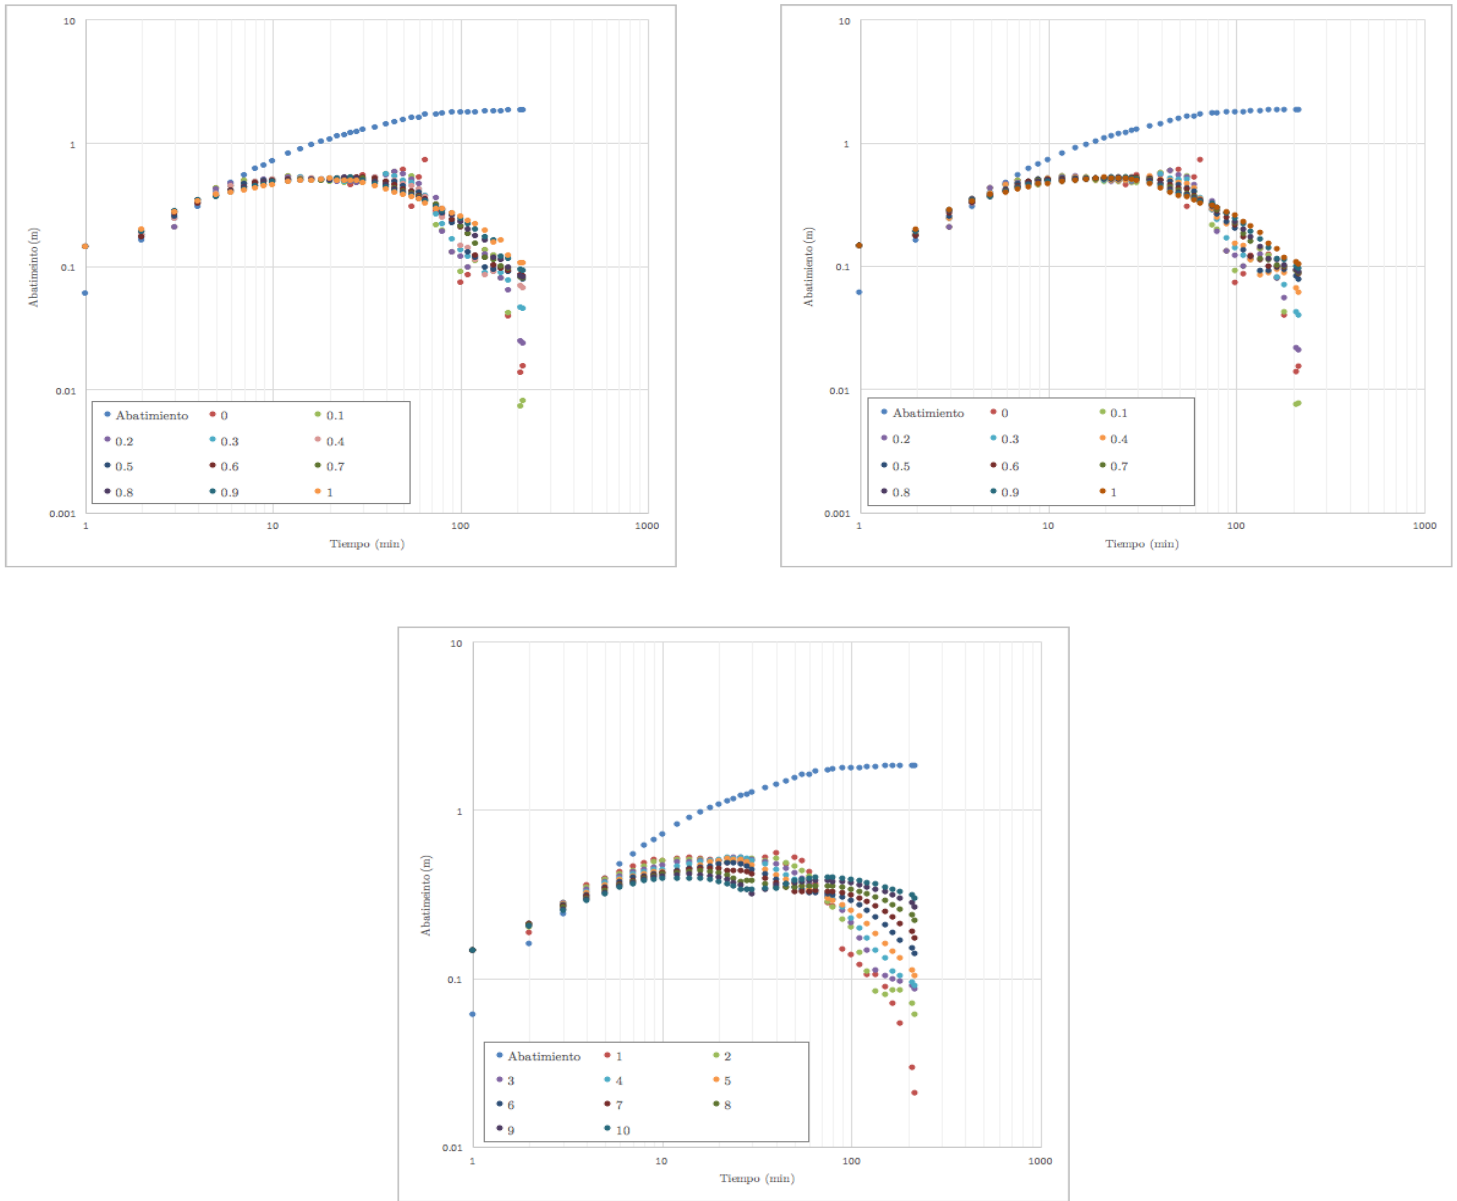 10
1
0.1
0.01
0.001
Abatimeinto (m)
Abatimiento 0 0.1
0.2 0.3 0.4
0.5 0.6 0.7
0.8 0.9 1
1 10 100 1000
Tiempo (min)
10
1
0.1
0.01
0.001
Abatimiento (m)
Abatimiento 0 0.1
0.2 0.3 0.4
0.5 0.6 0.7
0.8 0.9 1
1 10 100 1000
Tiempo (min)
10
1
0.1
0.01
Abatimeinto (m)
Abatimiento 1 2
3 4 5
6 7 8
9 10
1 10 100 1000
Tiempo (min)